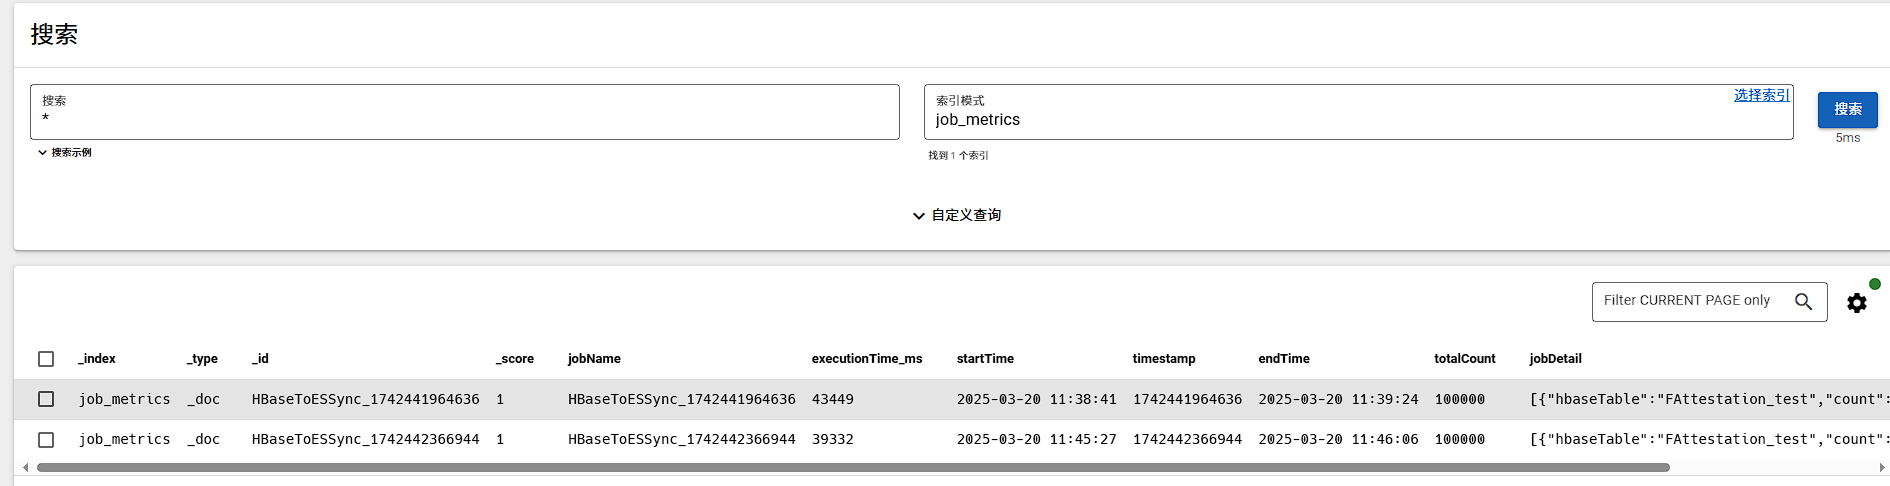 搜索
搜索
*
搜索示例
索引模式
选择索引
job_metrics
找到 1 个索引
搜索
5ms
自定义查询
Filter CURRENT PAGE only
_index _type _id _score jobName executionTime_ms startTime timestamp endTime totalCount jobDetail
job_metrics _doc HBaseToESSync_1742441964636 1 HBaseToESSync_1742441964636 43449 2025-03-20 11:38:41 1742441964636 2025-03-20 11:39:24 100000 [{"hbaseTable":"FAttestation_test","count":
job_metrics _doc HBaseToESSync_1742442366944 1 HBaseToESSync_1742442366944 39332 2025-03-20 11:45:27 1742442366944 2025-03-20 11:46:06 100000 [{"hbaseTable":"FAttestation_test","count":